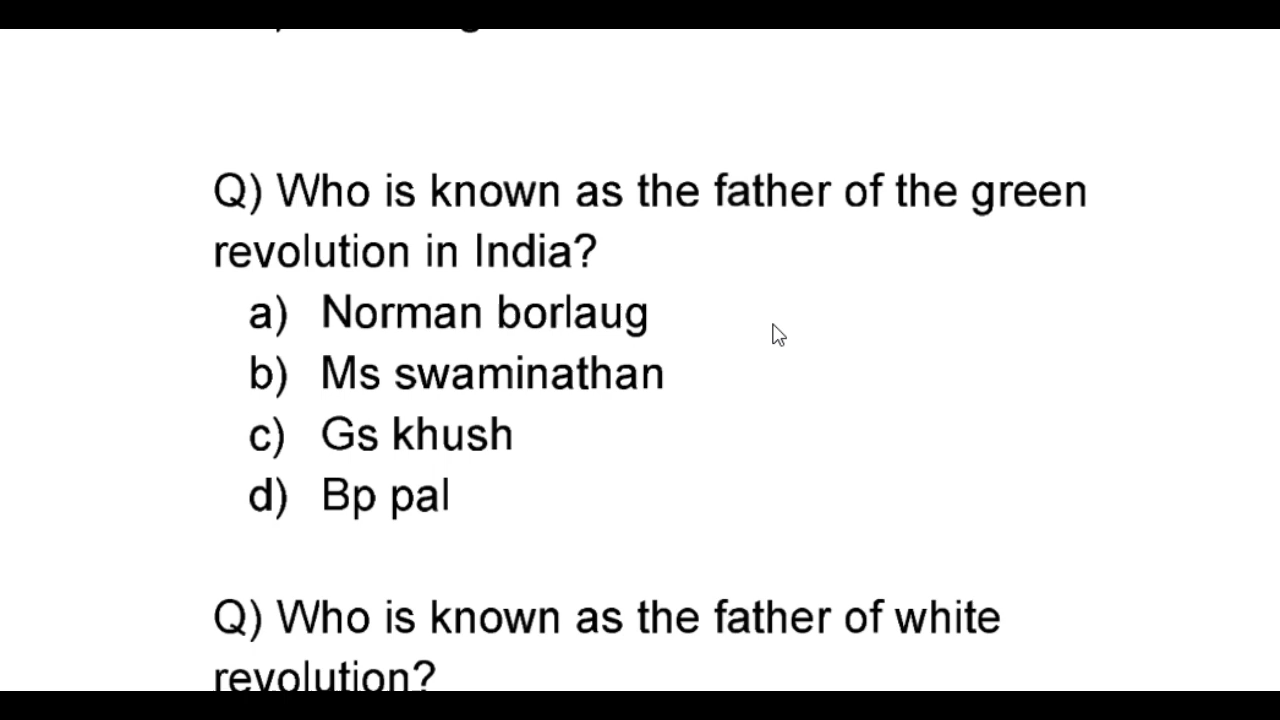 Q) Who is known as the father of the green
revolution in India?
a) Norman borlaug
b) Ms swaminathan
c) Gs khush
d) Bp pal
Q) Who is known as the father of white
revolution?